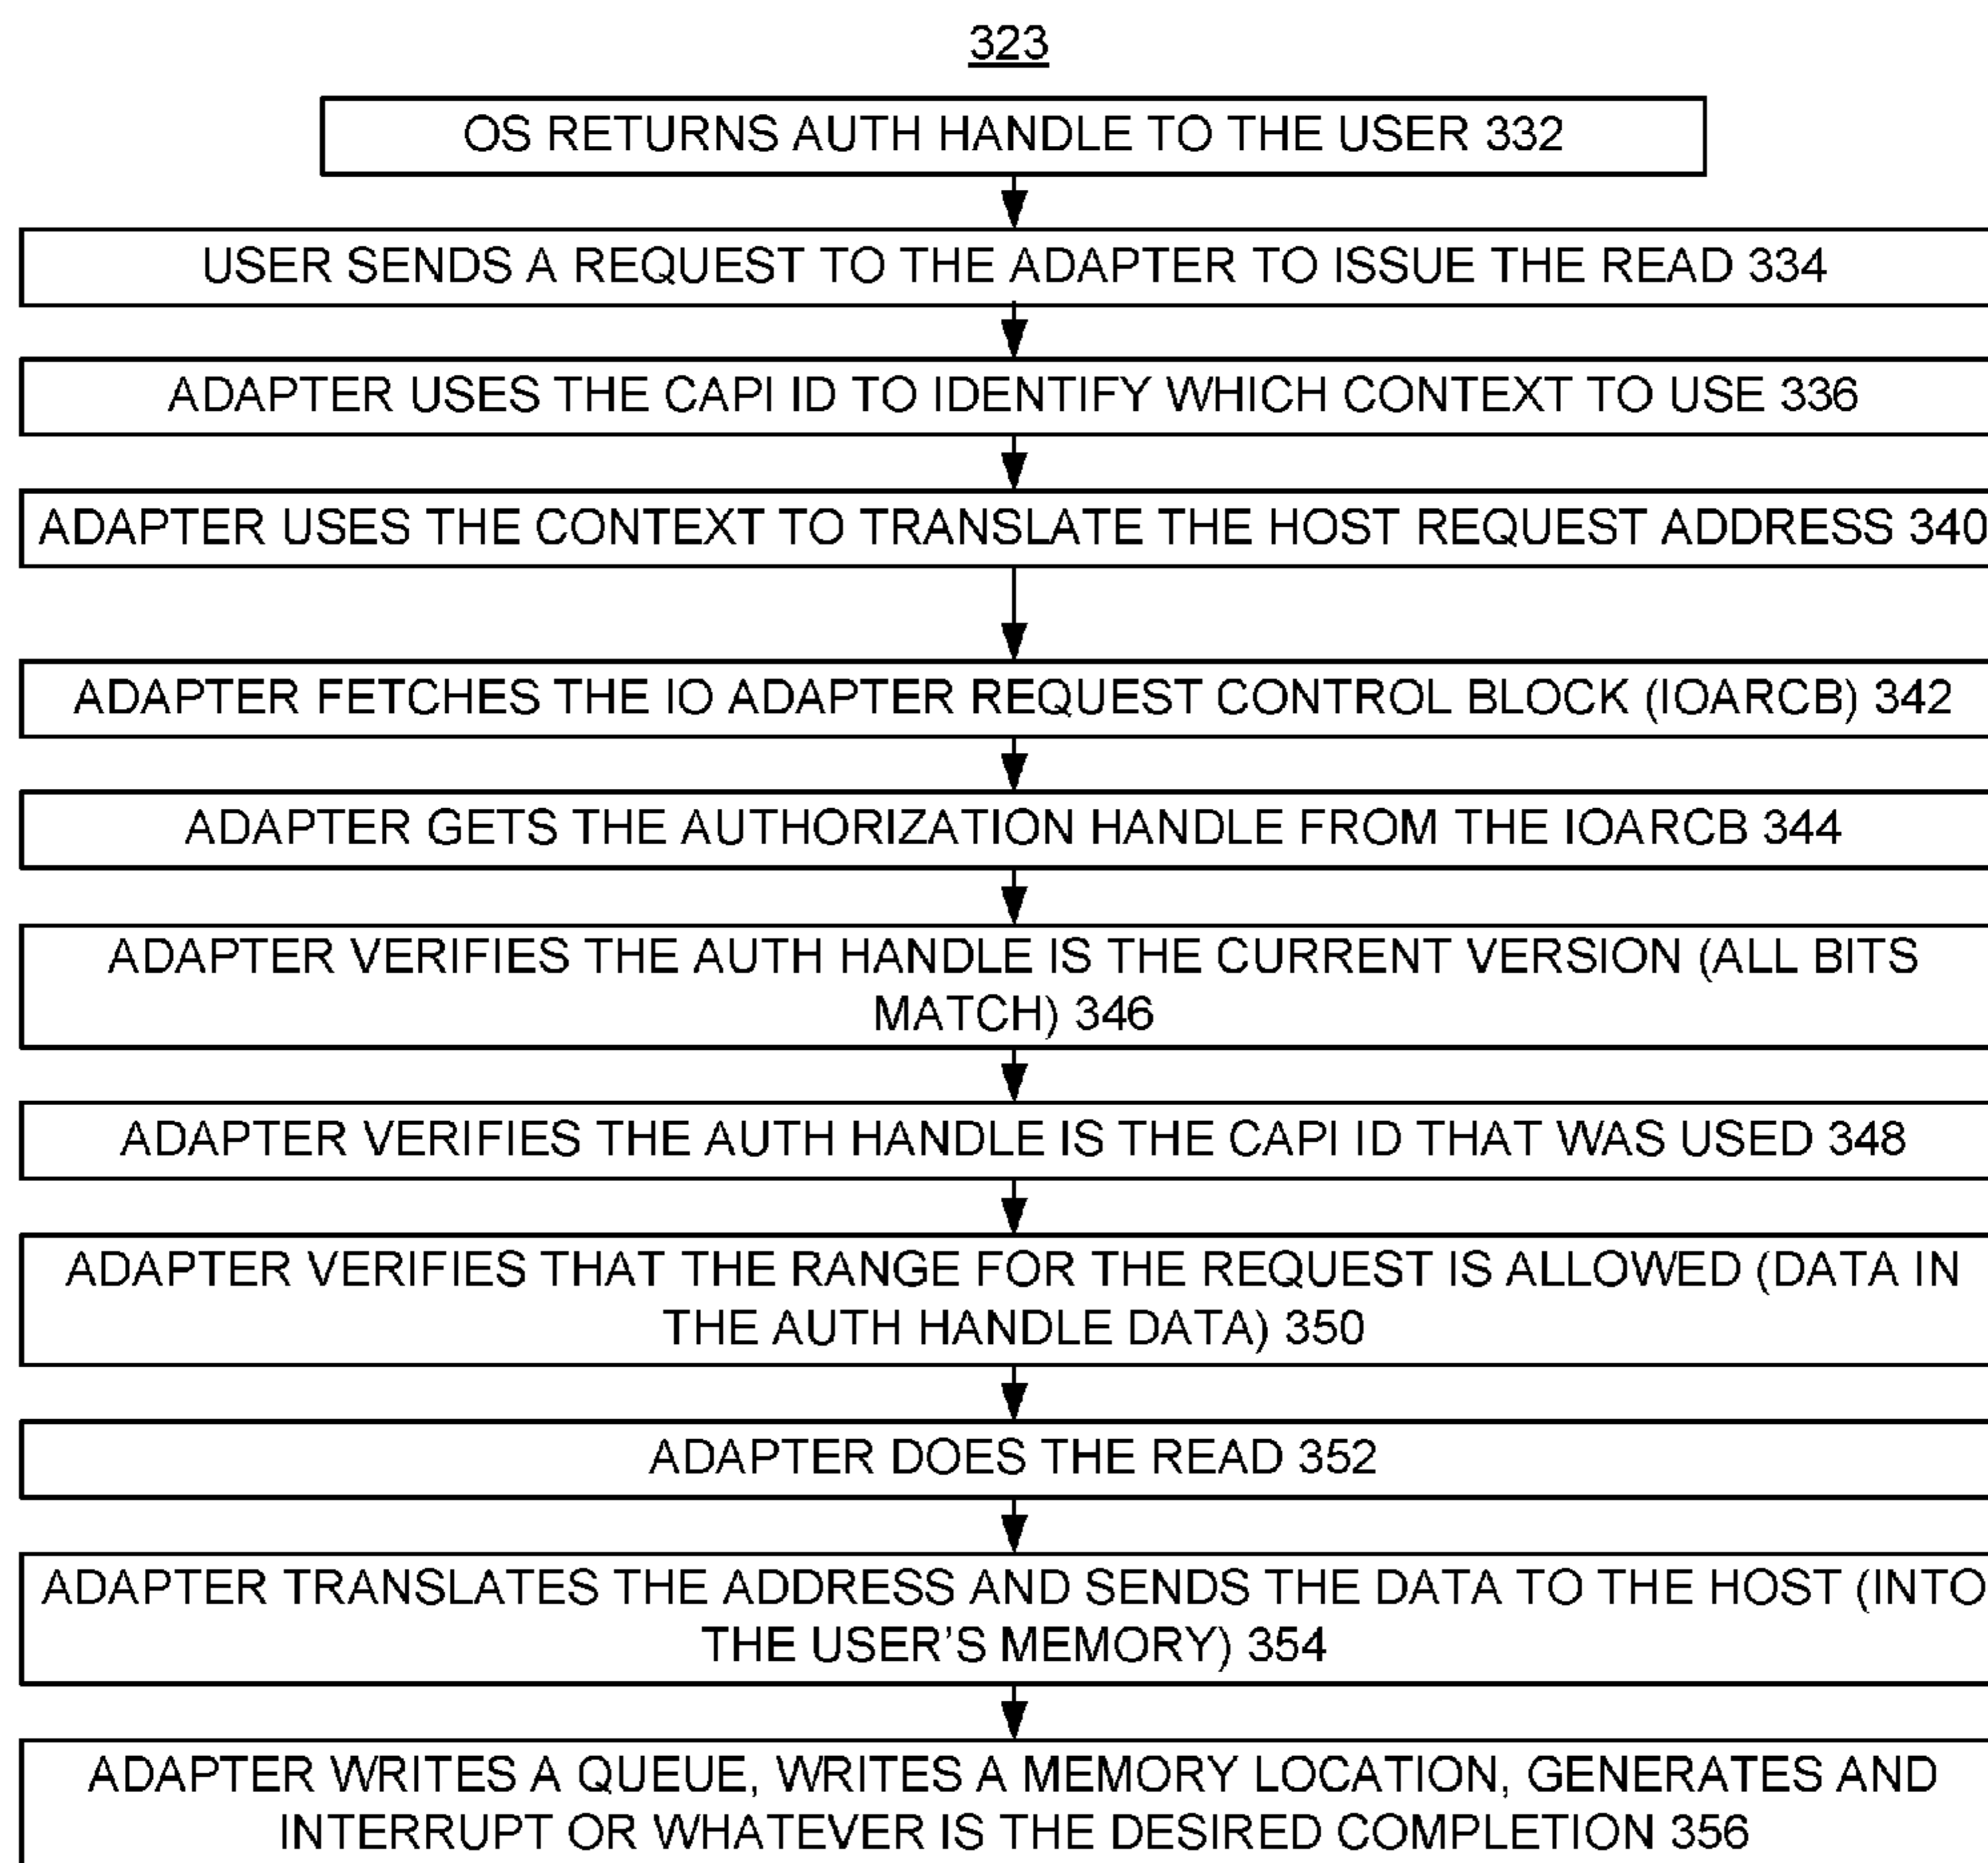 323
OS RETURNS AUTH HANDLE TO THE USER 332
USER SENDS A REQUEST TO THE ADAPTER TO ISSUE THE READ 334
ADAPTER USES THE CAPI ID TO IDENTIFY WHICH CONTEXT TO USE 336
ADAPTER USES THE CONTEXT TO TRANSLATE THE HOST REQUEST ADDRESS 340
ADAPTER FETCHES THE IO ADAPTER REQUEST CONTROL BLOCK (IOARCB) 342
ADAPTER GETS THE AUTHORIZATION HANDLE FROM THE IOARCB 344
ADAPTER VERIFIES THE AUTH HANDLE IS THE CURRENT VERSION (ALL BITS
MATCH) 346
ADAPTER VERIFIES THE AUTH HANDLE IS THE CAPI ID THAT WAS USED 348
ADAPTER VERIFIES THAT THE RANGE FOR THE REQUEST IS ALLOWED (DATA IN
THE AUTH HANDLE DATA) 350
ADAPTER DOES THE READ 352
ADAPTER TRANSLATES THE ADDRESS AND SENDS THE DATA TO THE HOST (INTO
THE USER'S MEMORY) 354
ADAPTER WRITES A QUEUE, WRITES A MEMORY LOCATION, GENERATES AND
INTERRUPT OR WHATEVER IS THE DESIRED COMPLETION 356